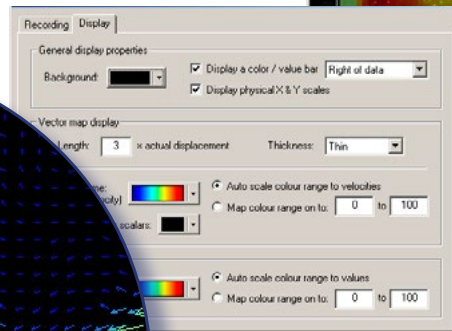 Recording Display
General display properties
Background:
Display a color / value bar Right of data
Display physical X & Y scales
Vector map display
Length: 3 × actual displacement Thickness: Thin
Auto scale colour range to velocities
Map colour range on to: 0 to 100
scalars:
Auto scale colour range to values
Map colour range on to: 0 to 100